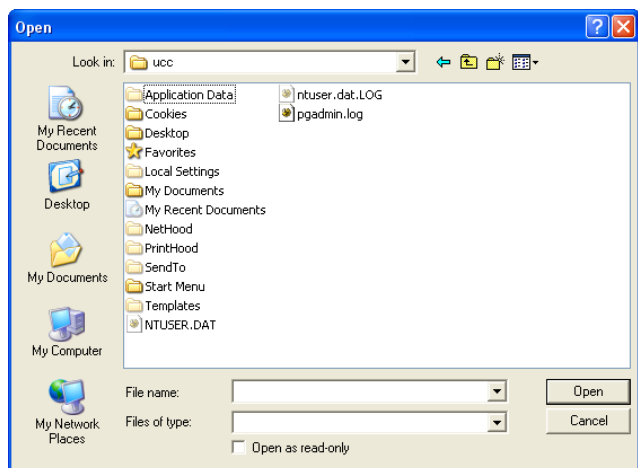 Open
Look in: ucc
My Recent
Documents
Desktop
My Documents
My Computer
My Network
Places
Application Data
Cookies
Desktop
Favorites
Local Settings
My Documents
My Recent Documents
NetHood
PrintHood
SendTo
Start Menu
Templates
NTUSER.DAT
ntuser.dat.LOG
pgadmin.log
File name:
Open
Files of type:
Cancel
Open as read-only